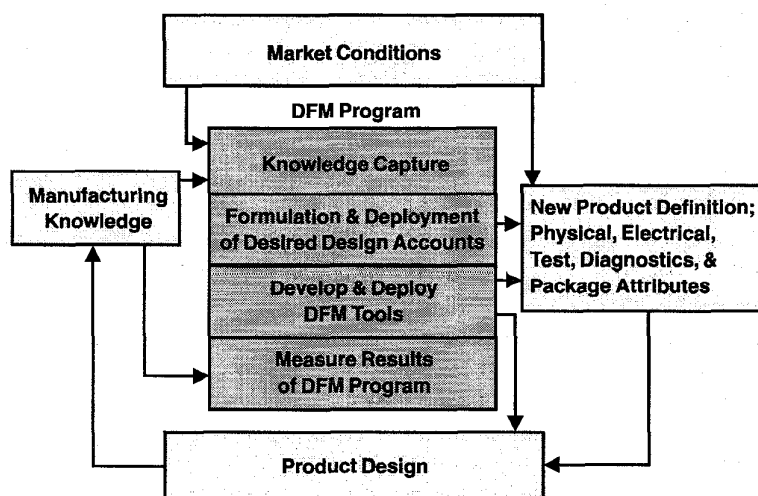 Market Conditions
DFM Program
Knowledge Capture
Manufacturing
Knowledge
Formulation & Deployment
of Desired Design Accounts
New Product Definition;
Physical, Electrical,
Test, Diagnostics, &
Package Attributes
Develop & Deploy
DFM Tools
Measure Results
of DFM Program
Product Design